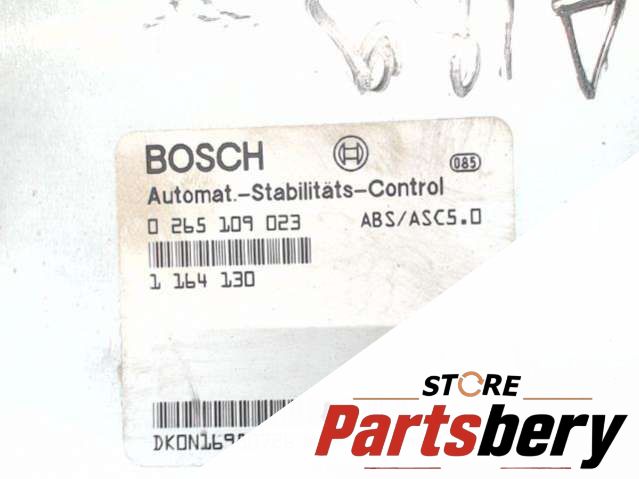 BOSCH 085
Automat.-Stabilitäts-Control
0 265 109 023 ABS/ASC5.0
1 164 130
STORE
Partsbery